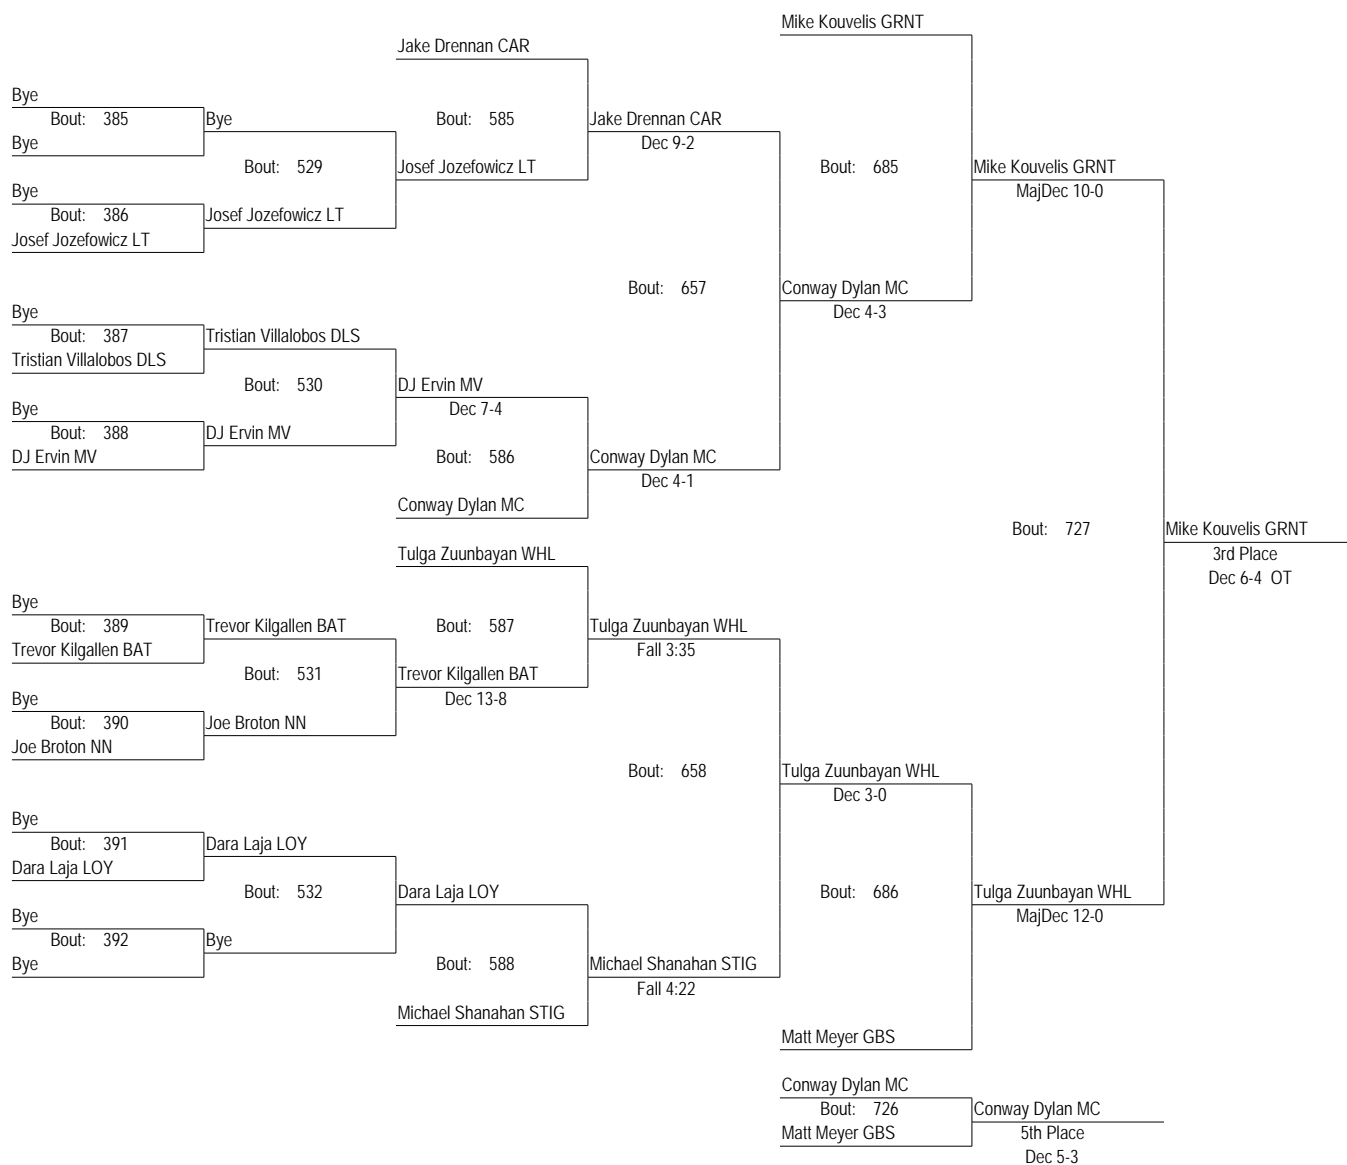 Mike Kouvelis GRNT
Jake Drennan CAR
Bye
Bout: 385
Bye
Bout: 585
Jake Drennan CAR
Bye
Dec 9-2
Bout: 529
Josef Jozefowicz LT
Bout: 685
Mike Kouvelis GRNT
Bye
MajDec 10-0
Bout: 386
Josef Jozefowicz LT
Josef Jozefowicz LT
Bout: 657
Conway Dylan MC
Bye
Dec 4-3
Bout: 387
Tristian Villalobos DLS
Tristian Villalobos DLS
Bout: 530
DJ Ervin MV
Bye
Dec 7-4
Bout: 388
DJ Ervin MV
DJ Ervin MV
Bout: 586
Conway Dylan MC
Dec 4-1
Conway Dylan MC
Bout: 727
Mike Kouvelis GRNT
Tulga Zuunbayan WHL
3rd Place
Dec 6-4 OT
Bye
Bout: 389
Trevor Kilgallen BAT
Bout: 587
Tulga Zuunbayan WHL
Trevor Kilgallen BAT
Fall 3:35
Bout: 531
Trevor Kilgallen BAT
Bye
Dec 13-8
Bout: 390
Joe Broton NN
Joe Broton NN
Bout: 658
Tulga Zuunbayan WHL
Dec 3-0
Bye
Bout: 391
Dara Laja LOY
Dara Laja LOY
Bout: 532
Dara Laja LOY
Bout: 686
Tulga Zuunbayan WHL
Bye
MajDec 12-0
Bout: 392
Bye
Bye
Bout: 588
Michael Shanahan STIG
Fall 4:22
Michael Shanahan STIG
Matt Meyer GBS
Conway Dylan MC
Bout: 726
Conway Dylan MC
Matt Meyer GBS
5th Place
Dec 5-3